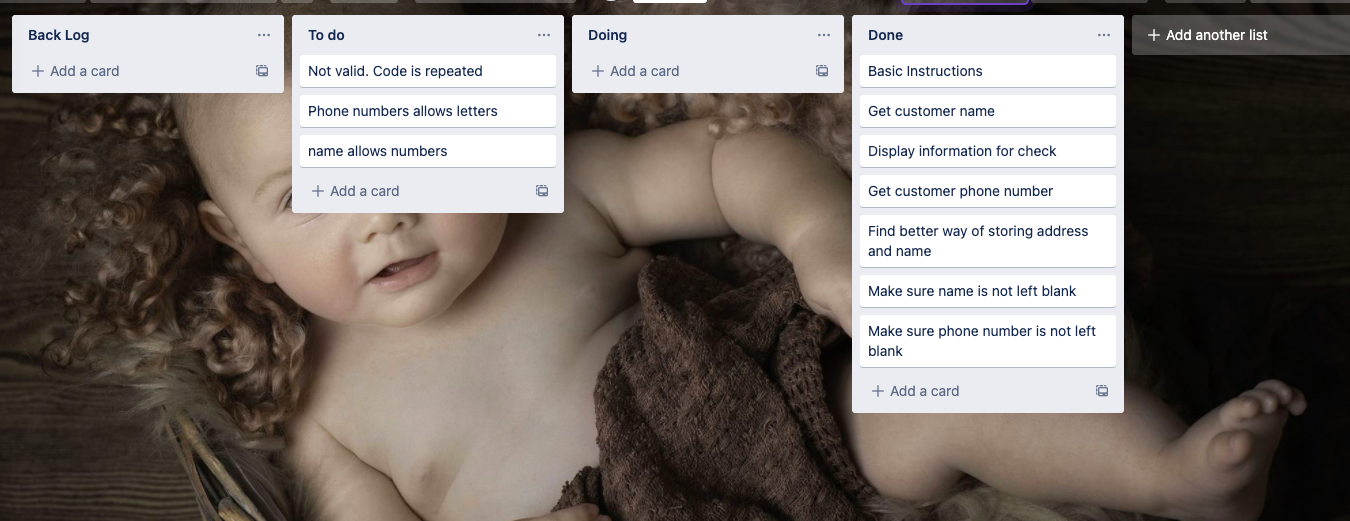 Back Log
Add a card
To do
Not valid. Code is repeated
Phone numbers allows letters
name allows numbers
Add a card
Doing
Add a card
Done
Basic Instructions
Get customer name
Display information for check
Get customer phone number
Find better way of storing address
and name
Make sure name is not left blank
Make sure phone number is not left
blank
Add a card
Add another list